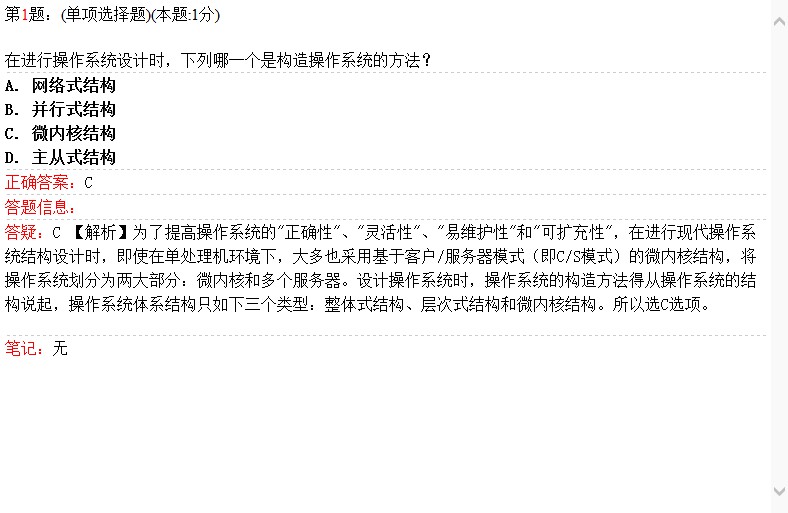 第1题：(单项选择题)(本题:1分)
在进行操作系统设计时，下列哪一个是构造操作系统的方法？
A. 网络式结构
B. 并行式结构
C. 微内核结构
D. 主从式结构
正确答案：C
答题信息：
答疑：C 【解析】为了提高操作系统的"正确性"、"灵活性"、"易维护性"和"可扩充性"，在进行现代操作系
统结构设计时，即使在单处理机环境下，大多也采用基于客户/服务器模式（即C/S模式）的微内核结构，将
操作系统划分为两大部分：微内核和多个服务器。设计操作系统时，操作系统的构造方法得从操作系统的结
构说起，操作系统体系结构只如下三个类型：整体式结构、层次式结构和微内核结构。所以选C选项。
笔记：无